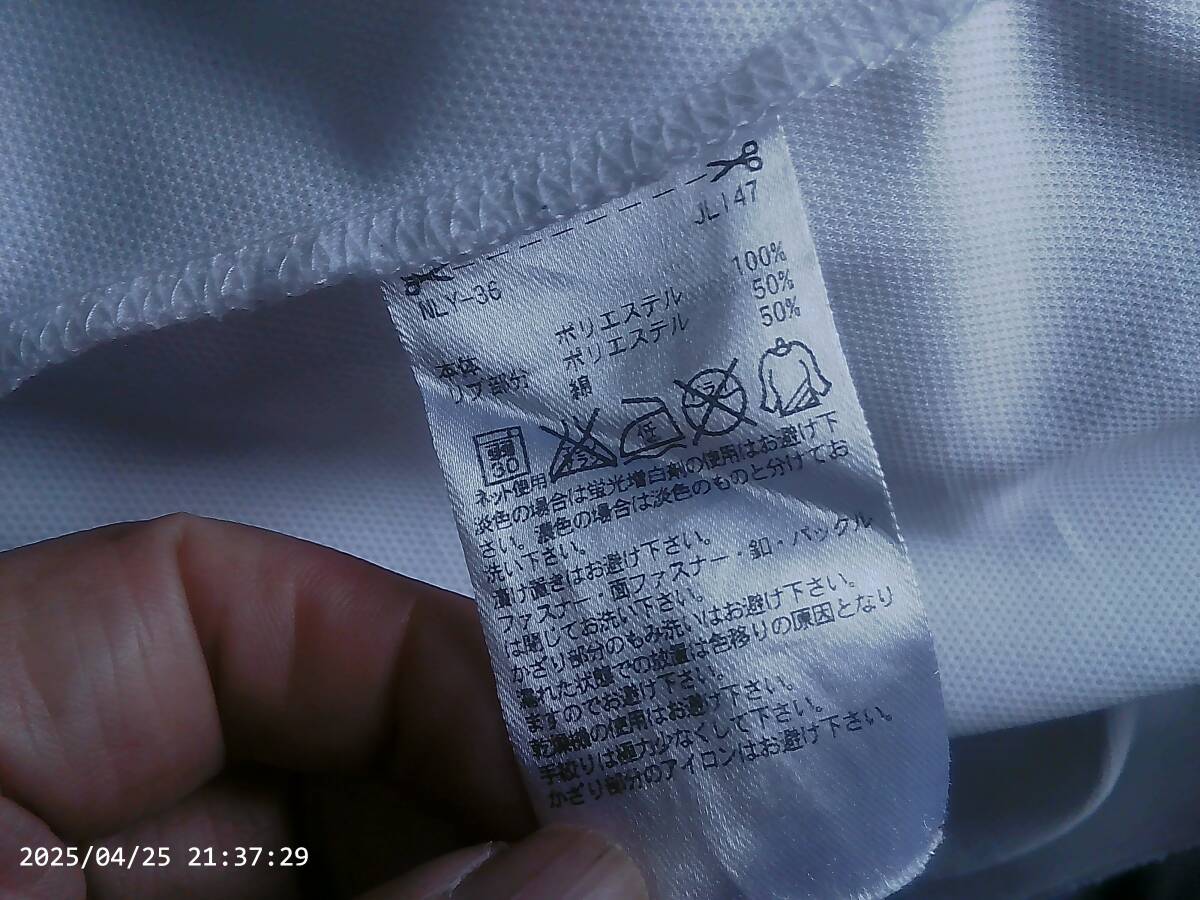 JL147
NLY-36
本体 ポリエステル 100%
リブ部分 ポリエステル 50%
綿 50%
弱
30
ネット使用
エンソ
サラシ
低
ドライ
淡色の場合は蛍光増白剤の使用はお避け下
さい。濃色の場合は淡色のものと分けてお
洗い下さい。
漬け置きはお避け下さい。
ファスナー・面ファスナー・釦・バックル
は閉じてお洗い下さい。
かざり部分のもみ洗いはお避け下さい。
濡れた状態での放置は色移りの原因となり
ますのでお避け下さい。
乾燥機の使用はお避け下さい。
手絞りは極力少なくして下さい。
かざり部分のアイロンはお避け下さい。
2025/04/25 21:37:29